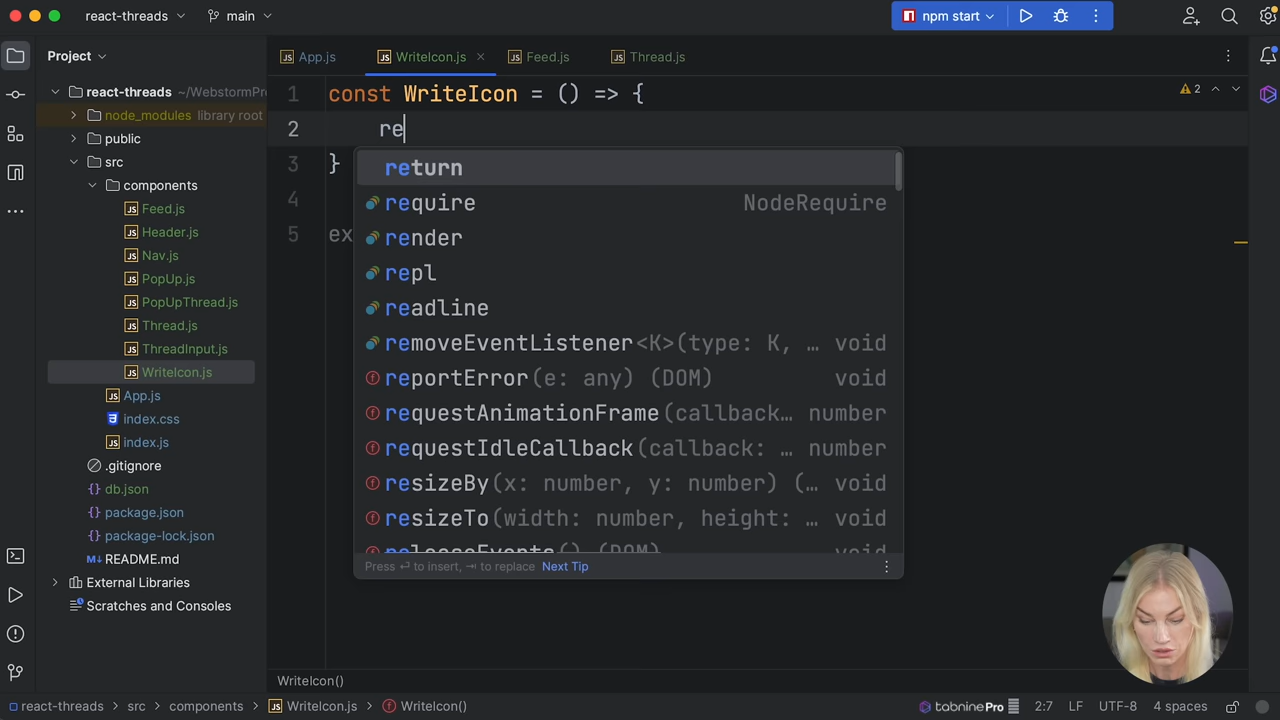 react-threads
main
npm start
Project
App.js
WriteIcon.js
Feed.js
Thread.js
react-threads ~/WebstormPro
node_modules library root
public
src
components
Feed.js
Header.js
Nav.js
PopUp.js
PopUpThread.js
Thread.js
ThreadInput.js
WriteIcon.js
App.js
index.css
index.js
.gitignore
db.json
package.json
package-lock.json
README.md
External Libraries
Scratches and Consoles
1 const WriteIcon = () => {
2 re
3 }
4
5 ex
2
return
require NodeRequire
render
repl
readline
removeEventListener<K>(type: K, … void
reportError(e: any) (DOM) void
requestAnimationFrame(callback… number
requestIdleCallback(callback: … number
resizeBy(x: number, y: number) (… void
resizeTo(width: number, height: … void
releaseEvents() (DOM) void
Press ⏎ to insert, ⇥ to replace Next Tip
WriteIcon()
react-threads > src > components > WriteIcon.js > WriteIcon()
tabnine Pro 2:7 LF UTF-8 4 spaces